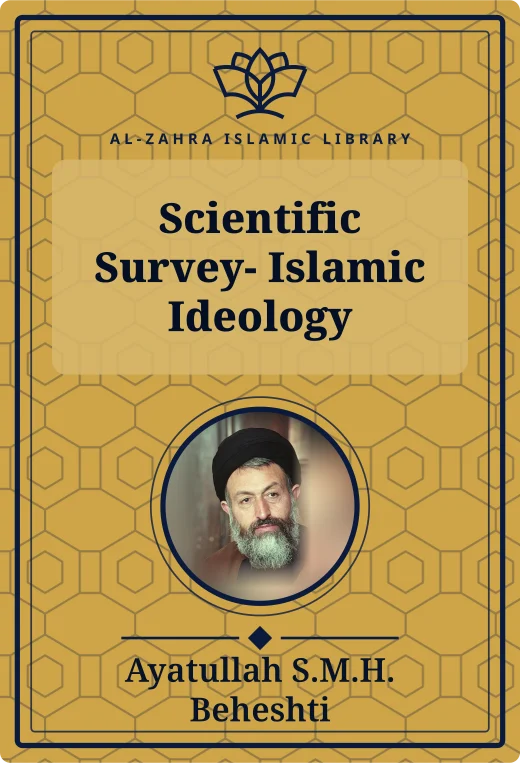 AL-ZAHRA ISLAMIC LIBRARY
Scientific
Survey- Islamic
Ideology
Ayatullah S.M.H.
Beheshti